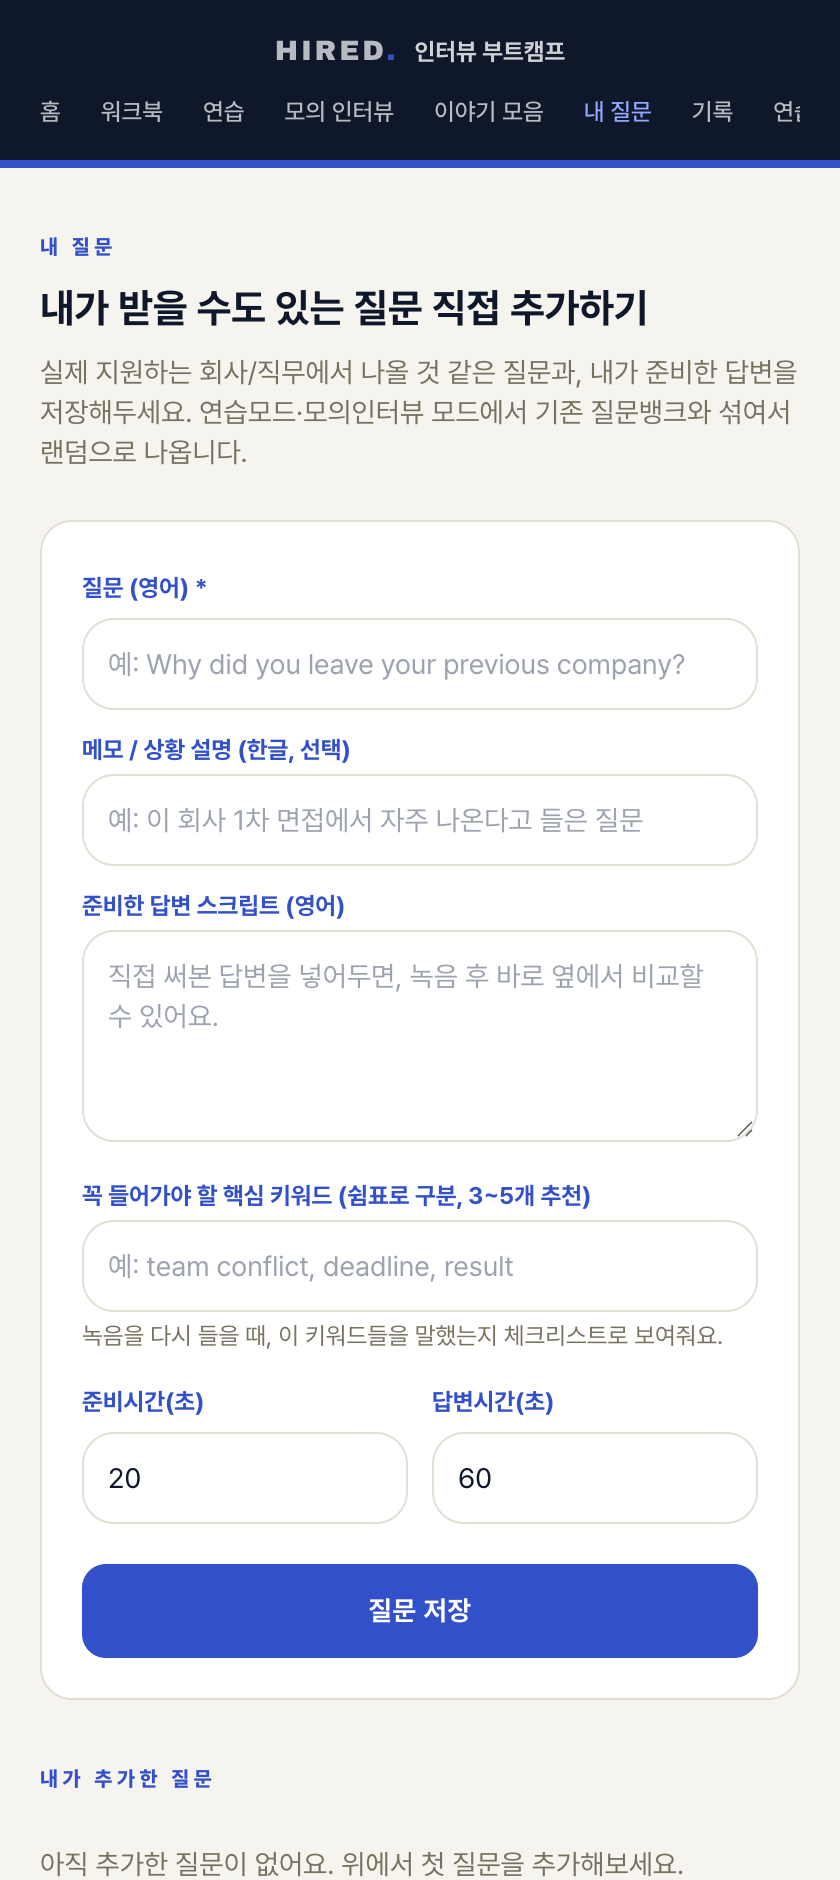 HIRED. 인터뷰 부트캠프
홈 워크북 연습 모의 인터뷰 이야기 모음 내 질문 기록
내 질문
내가 받을 수도 있는 질문 직접 추가하기
실제 지원하는 회사/직무에서 나올 것 같은 질문과, 내가 준비한 답변을
저장해두세요. 연습모드·모의인터뷰 모드에서 기존 질문뱅크와 섞여서
랜덤으로 나옵니다.
질문 (영어) *
예: Why did you leave your previous company?
메모 / 상황 설명 (한글, 선택)
예: 이 회사 1차 면접에서 자주 나온다고 들은 질문
준비한 답변 스크립트 (영어)
직접 써본 답변을 넣어두면, 녹음 후 바로 옆에서 비교할
수 있어요.
꼭 들어가야 할 핵심 키워드 (쉼표로 구분, 3~5개 추천)
예: team conflict, deadline, result
녹음을 다시 들을 때, 이 키워드들을 말했는지 체크리스트로 보여줘요.
준비시간(초) 답변시간(초)
20 60
질문 저장
내가 추가한 질문
아직 추가한 질문이 없어요. 위에서 첫 질문을 추가해보세요.